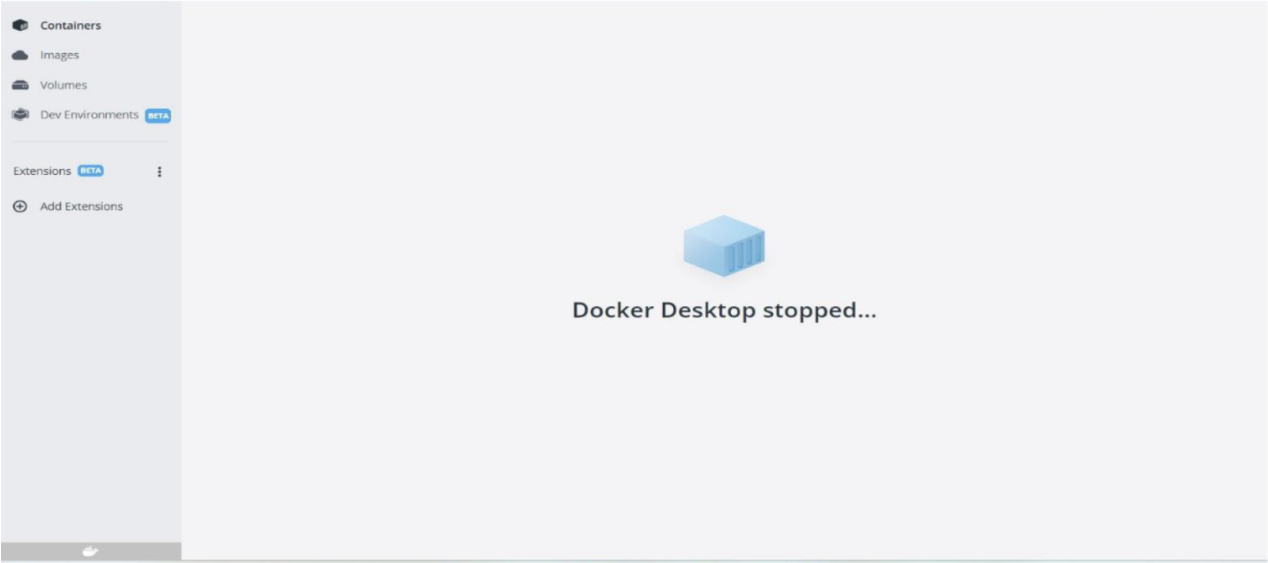 Containers
Images
Volumes
Dev Environments BETA
Extensions BETA
Add Extensions
Docker Desktop stopped...